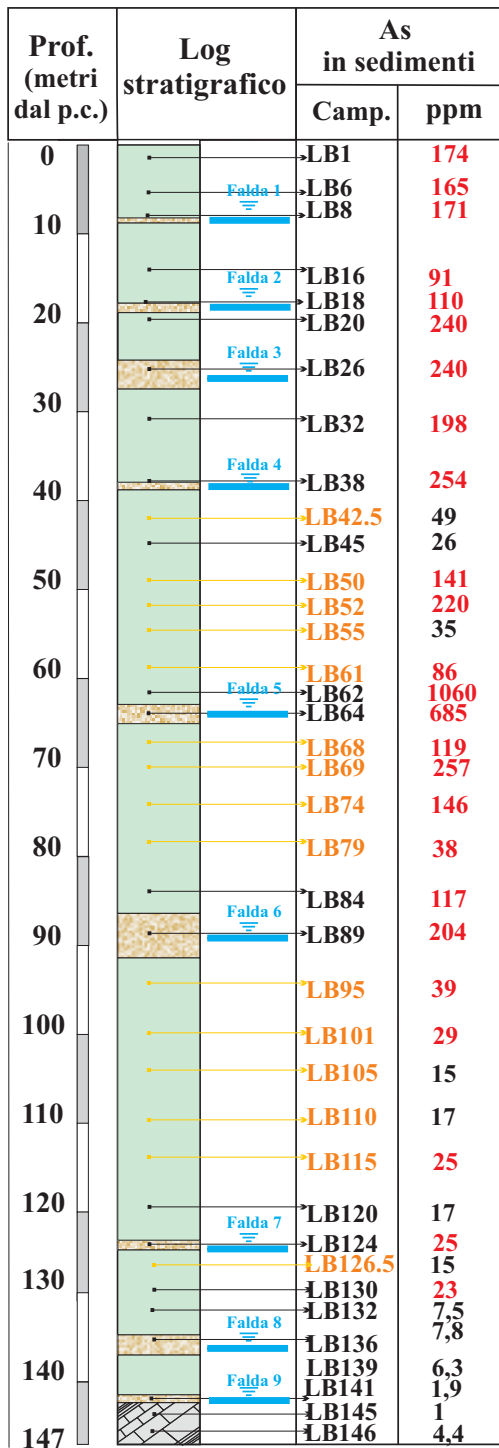 Prof.
(metri
dal p.c.)
Log
stratigrafico
As
in sedimenti
Camp.
ppm
0
LB1 174
LB6 165
Falda 1
LB8 171
10
LB16 91
Falda 2
LB18 110
20
LB20 240
Falda 3
LB26 240
30
LB32 198
Falda 4
LB38 254
40
LB42.5 49
LB45 26
50
LB50 141
LB52 220
LB55 35
60
LB61 86
Falda 5
LB62 1060
LB64 685
LB68 119
70
LB69 257
LB74 146
80
LB79 38
LB84 117
Falda 6
90
LB89 204
LB95 39
100
LB101 29
LB105 15
110
LB110 17
LB115 25
120
LB120 17
Falda 7
LB124 25
LB126.5 15
130
LB130 23
LB132 7,5
Falda 8
7,8
LB136
LB139 6,3
140
Falda 9
LB141 1,9
LB145 1
147
LB146 4,4